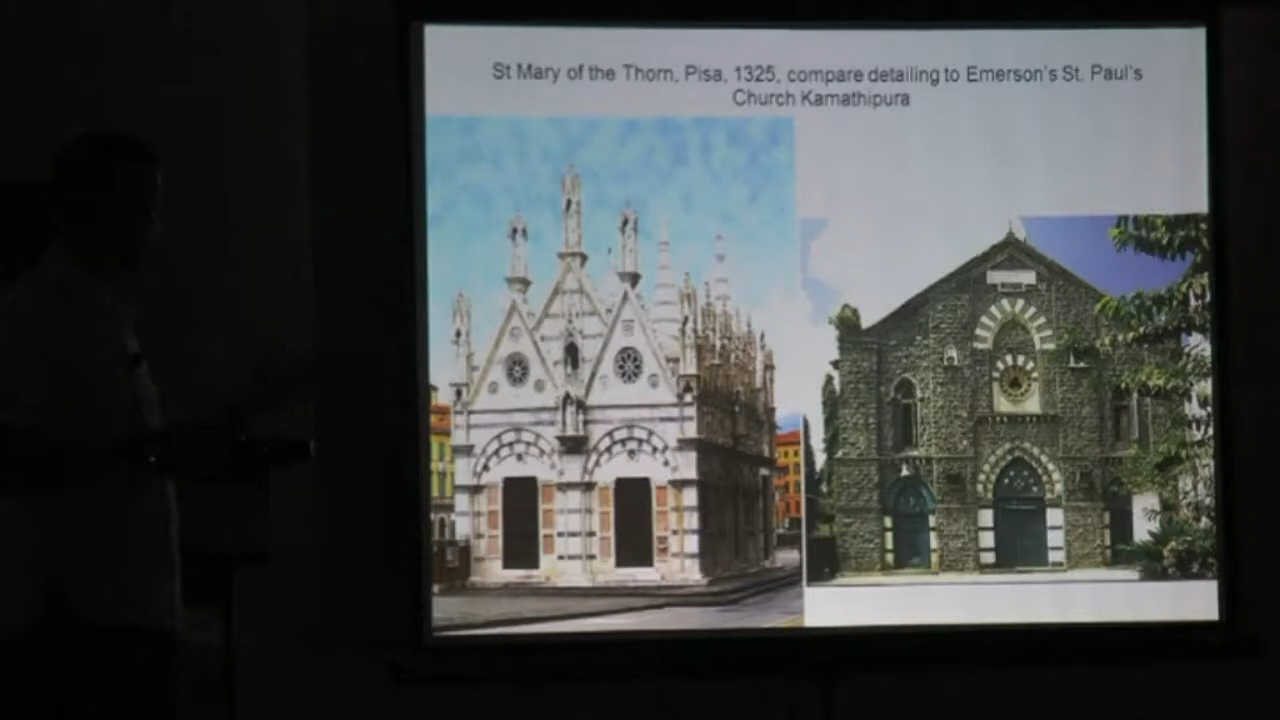 St Mary of the Thorn, Pisa, 1325, compare detailing to Emerson's St. Paul's
Church Kamathipura